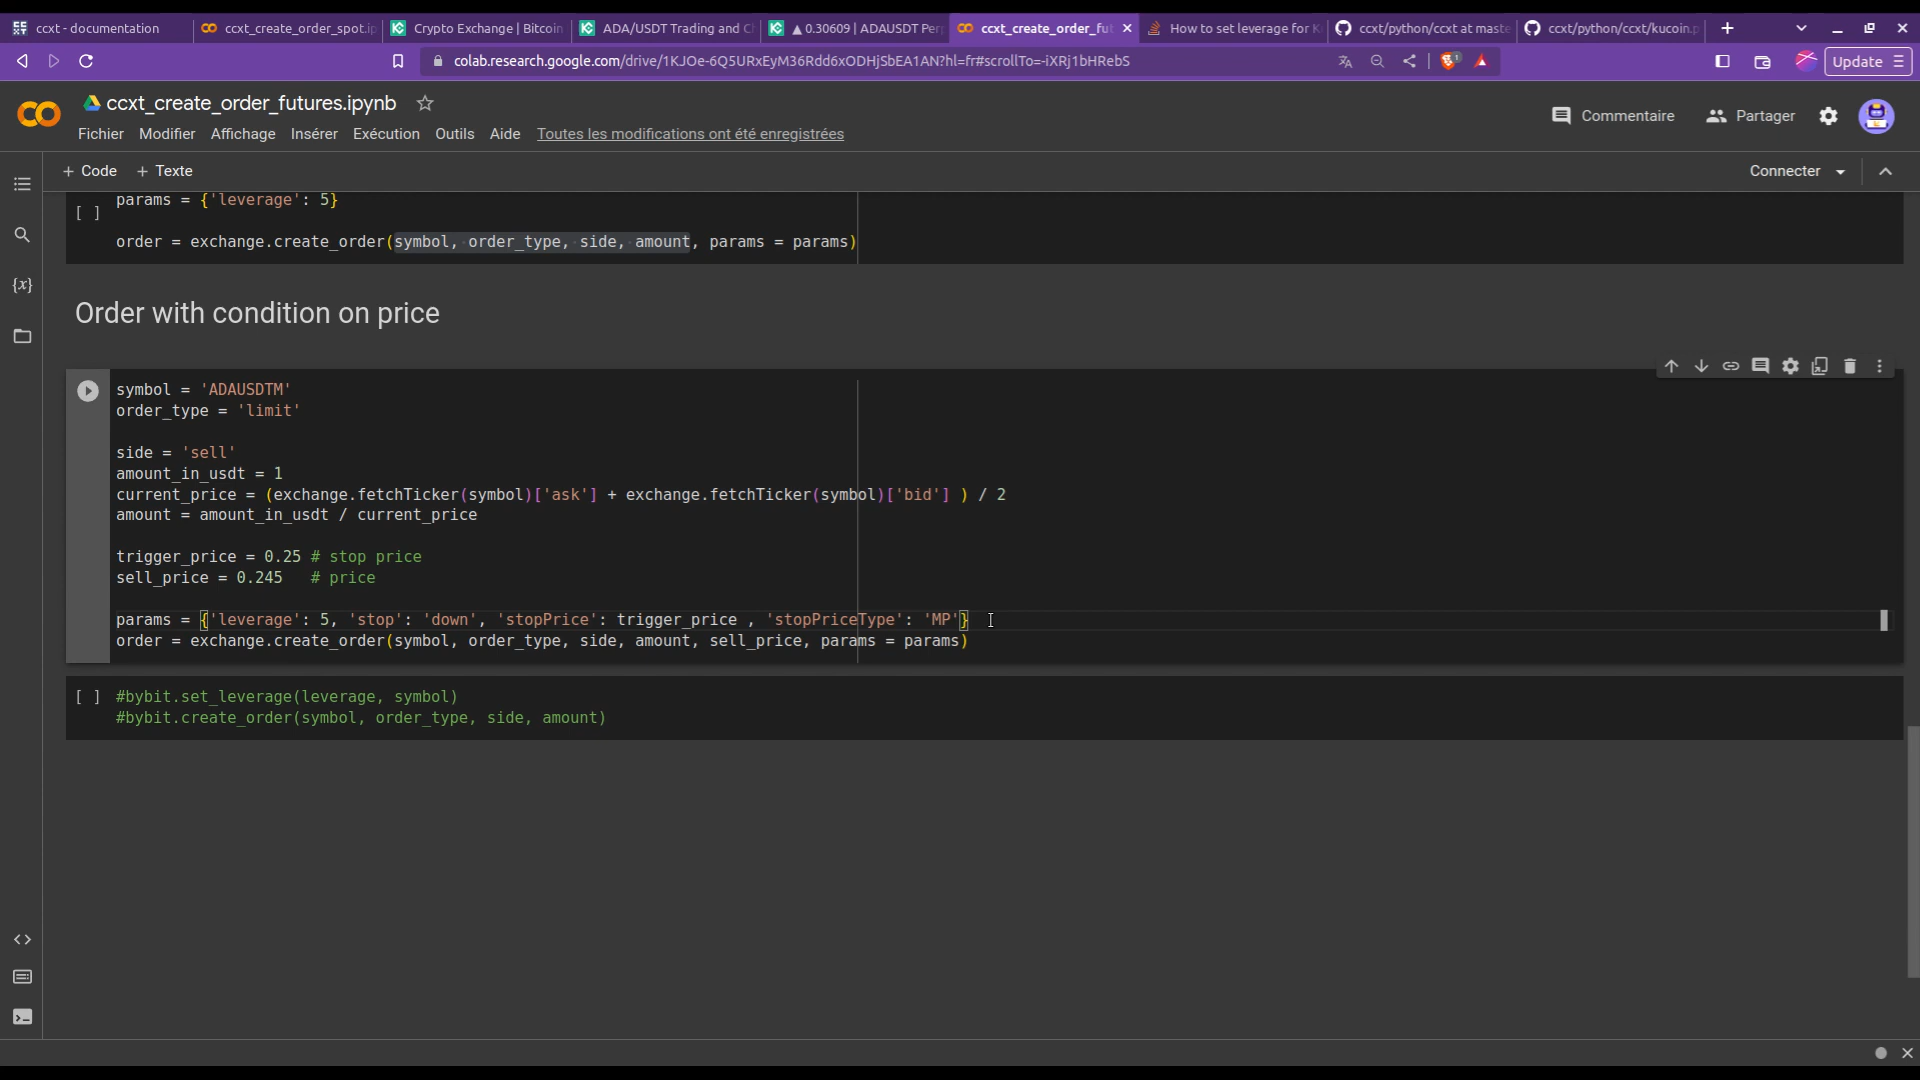 ccxt - documentation
ccxt_create_order_spot.ip
Crypto Exchange | Bitcoin
ADA/USDT Trading and C
▲0.30609 | ADAUSDT Per
ccxt_create_order_fut
How to set leverage for K
ccxt/python/ccxt at maste
ccxt/python/ccxt/kucoin.p
colab.research.google.com/drive/1KJOe-6Q5URxEyM36Rdd6xODHjSbEA1AN?hl=fr#scrollTo=-iXRj1bHRebS
Update
ccxt_create_order_futures.ipynb
Fichier Modifier Affichage Insérer Exécution Outils Aide Toutes les modifications ont été enregistrées
Commentaire
Partager
+ Code + Texte
Connecter
params = {'leverage': 5}
[ ]
order = exchange.create_order(symbol, order_type, side, amount, params = params)
Order with condition on price
symbol = 'ADAUSDTM'
order_type = 'limit'
side = 'sell'
amount_in_usdt = 1
current_price = (exchange.fetchTicker(symbol)['ask'] + exchange.fetchTicker(symbol)['bid'] ) / 2
amount = amount_in_usdt / current_price
trigger_price = 0.25 # stop price
sell_price = 0.245   # price
params = {'leverage': 5, 'stop': 'down', 'stopPrice': trigger_price , 'stopPriceType': 'MP'}
order = exchange.create_order(symbol, order_type, side, amount, sell_price, params = params)
[ ] #bybit.set_leverage(leverage, symbol)
#bybit.create_order(symbol, order_type, side, amount)